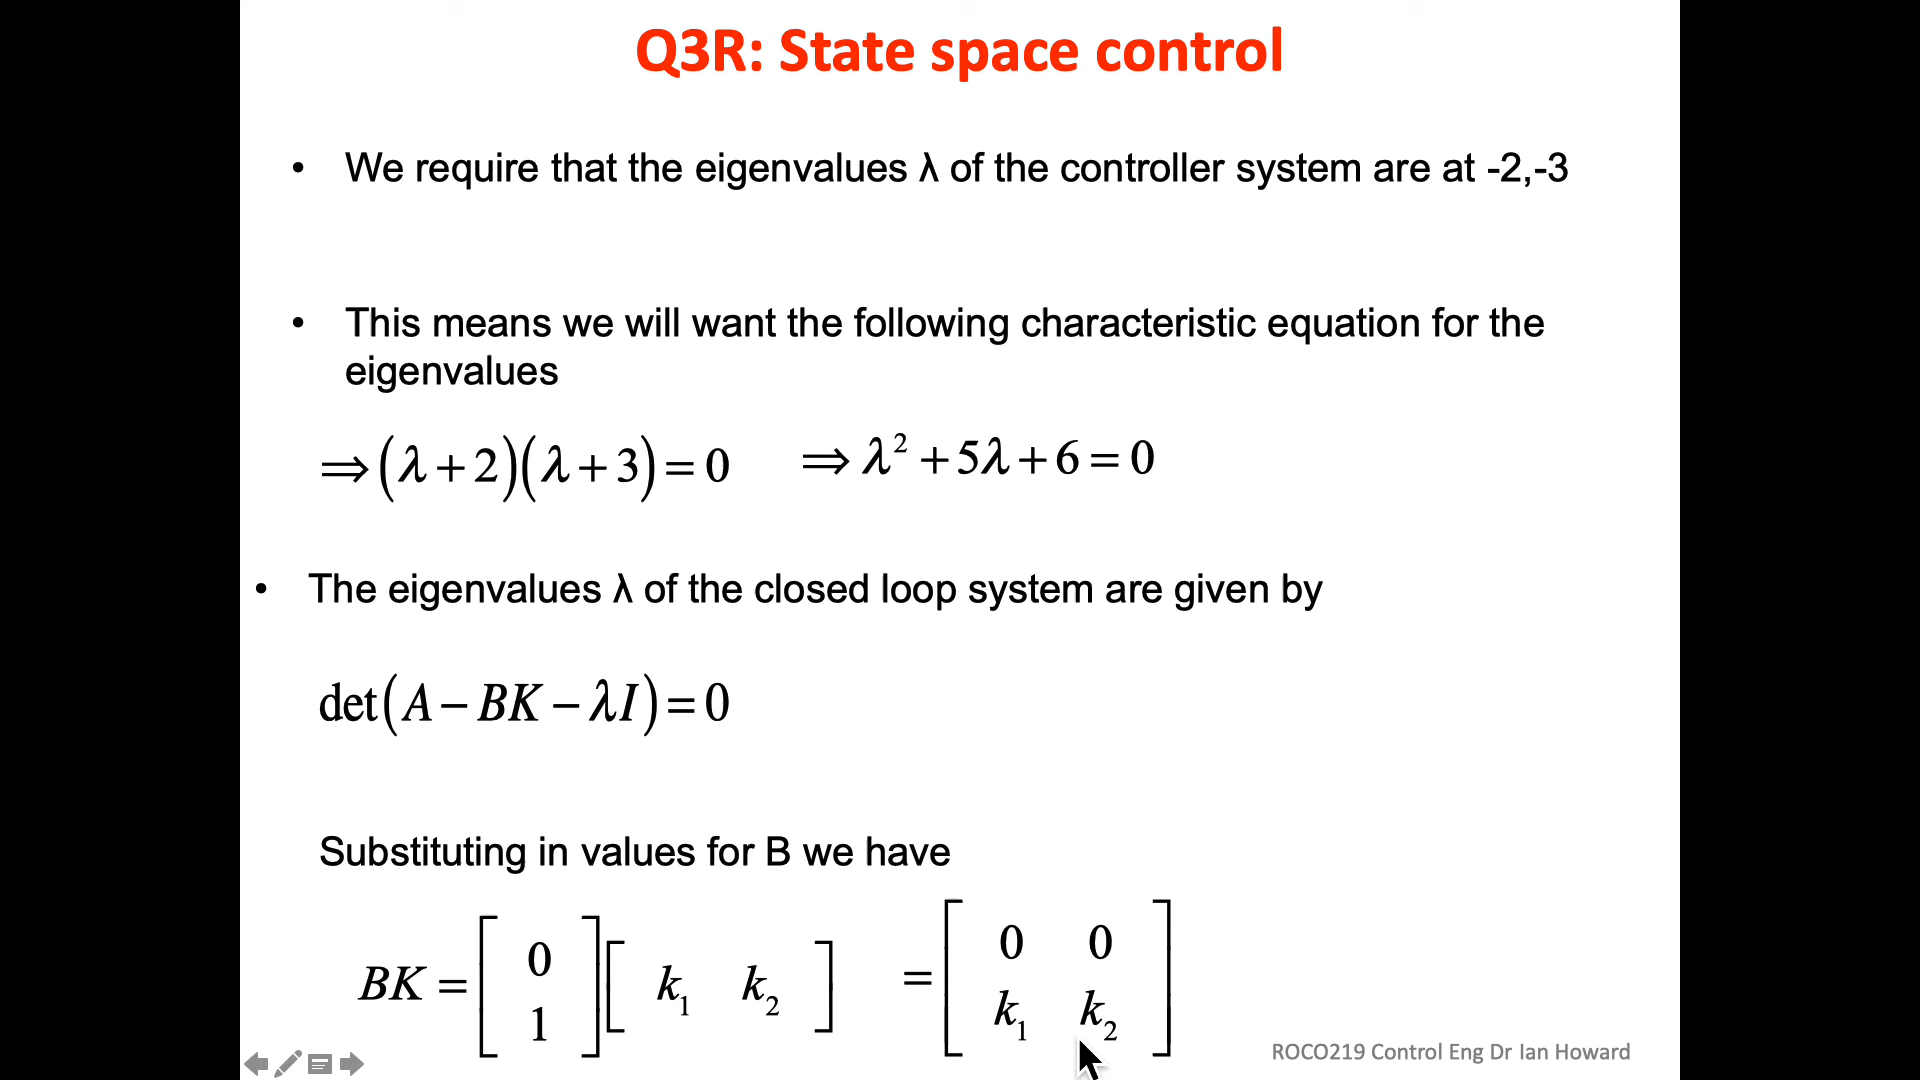 Q3R: State space control
• We require that the eigenvalues λ of the controller system are at -2,-3
• This means we will want the following characteristic equation for the
eigenvalues
⇒(λ+2)(λ+3)=0 ⇒λ²+5λ+6=0
• The eigenvalues λ of the closed loop system are given by
det(A−BK−λI)=0
Substituting in values for B we have
BK = [0 1] [k₁ k₂] = [0 0 k₁ k₂]
ROCO219 Control Eng Dr Ian Howard